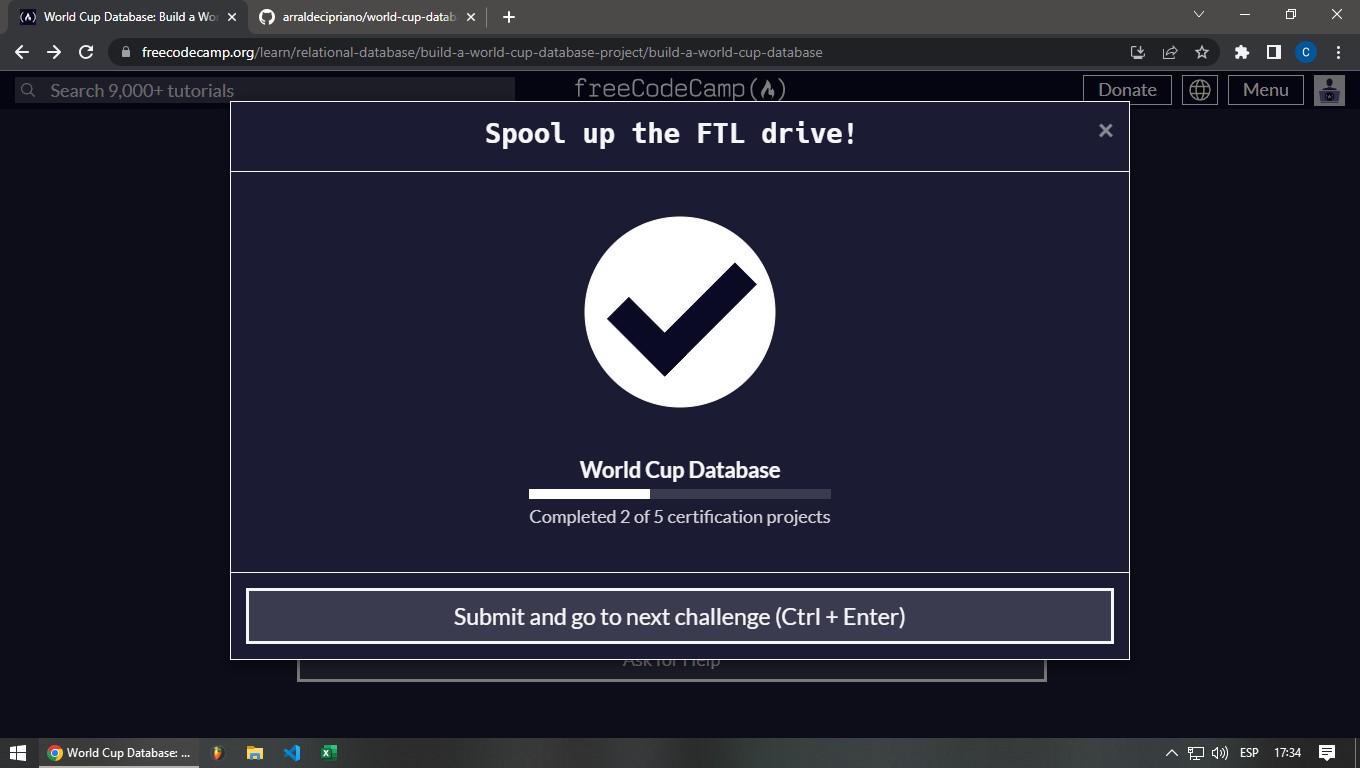 World Cup Database: Build a Wo
arraldecipriano/world-cup-datab
freecodecamp.org/learn/relational-database/build-a-world-cup-database-project/build-a-world-cup-database
C
Search 9,000+ tutorials
freeCodeCamp
Donate
Menu
Spool up the FTL drive!
World Cup Database
Completed 2 of 5 certification projects
Submit and go to next challenge (Ctrl + Enter)
Ask for Help
World Cup Database: ...
ESP
17:34